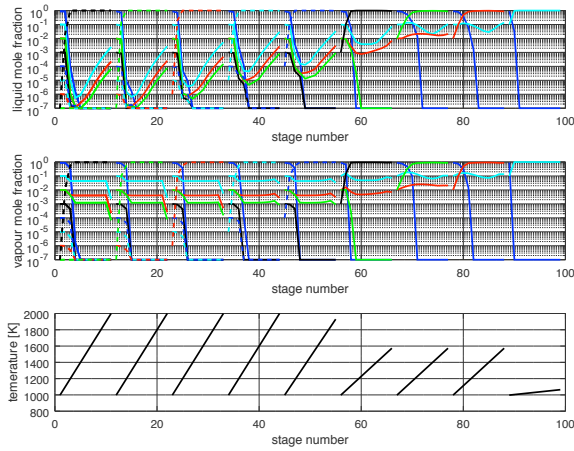 10^0
10^-1
10^-2
10^-3
10^-4
10^-5
10^-6
10^-7
liquid mole fraction
0 20 40 60 80 100
stage number
10^0
10^-1
10^-2
10^-3
10^-4
10^-5
10^-6
10^-7
vapour mole fraction
0 20 40 60 80 100
stage number
2000
1800
1600
1400
1200
1000
800
temerature [K]
0 20 40 60 80 100
stage number